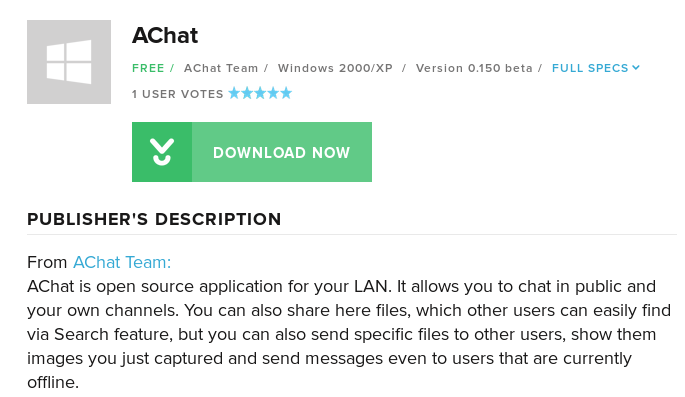 AChat
FREE / AChat Team / Windows 2000/XP / Version 0.150 beta / FULL SPECS
1 USER VOTES
DOWNLOAD NOW
PUBLISHER'S DESCRIPTION
From AChat Team:
AChat is open source application for your LAN. It allows you to chat in public and
your own channels. You can also share here files, which other users can easily find
via Search feature, but you can also send specific files to other users, show them
images you just captured and send messages even to users that are currently
offline.